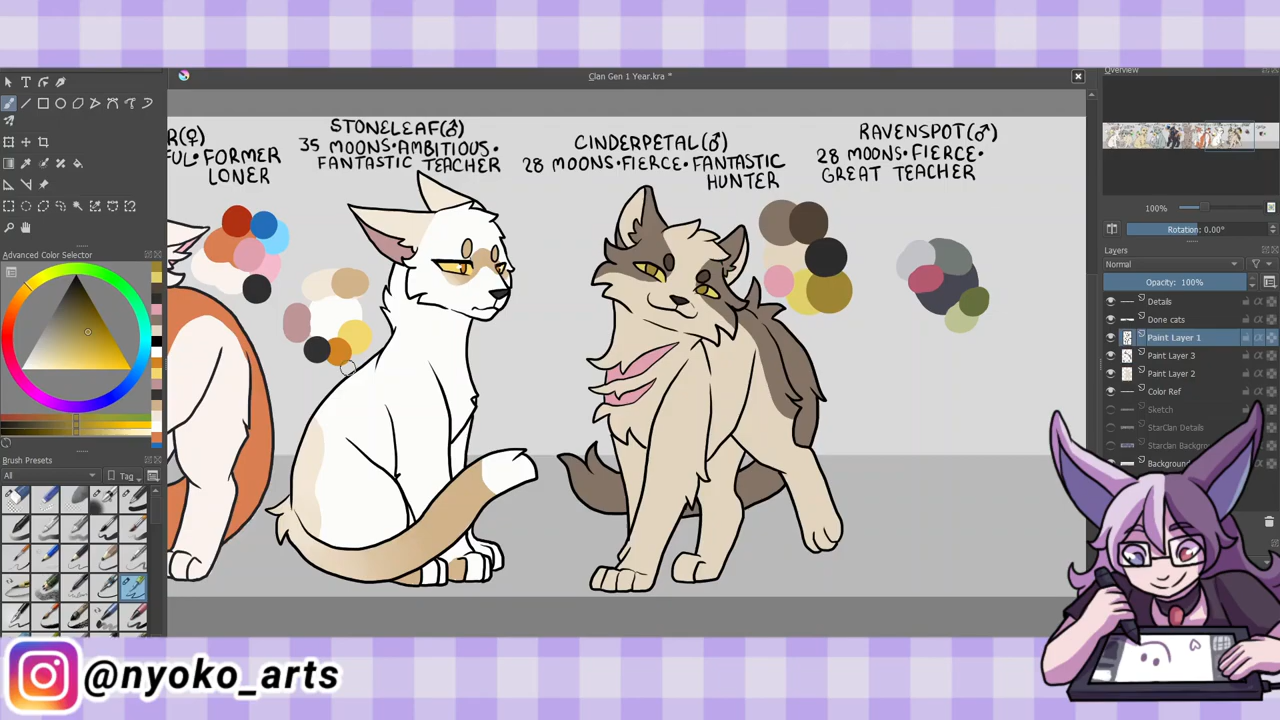 Clan Gen 1 Year.kra *
Overview
R(♀)
FUL • FORMER
LONER
STONELEAF(♂)
35 MOONS • AMBITIOUS •
FANTASTIC TEACHER
CINDERPETAL(♂)
28 MOONS • FIERCE • FANTASTIC
HUNTER
RAVENSPOT(♂)
28 MOONS • FIERCE •
GREAT TEACHER
100%
Rotation: 0.00°
Layers
Normal
Opacity: 100%
Details
Done cats
Paint Layer 1
Paint Layer 3
Paint Layer 2
Color Ref
Sketch
StarClan Details
Starclan Backgro
Background
Advanced Color Selector
Brush Presets
All
Tag
@nyoko_arts